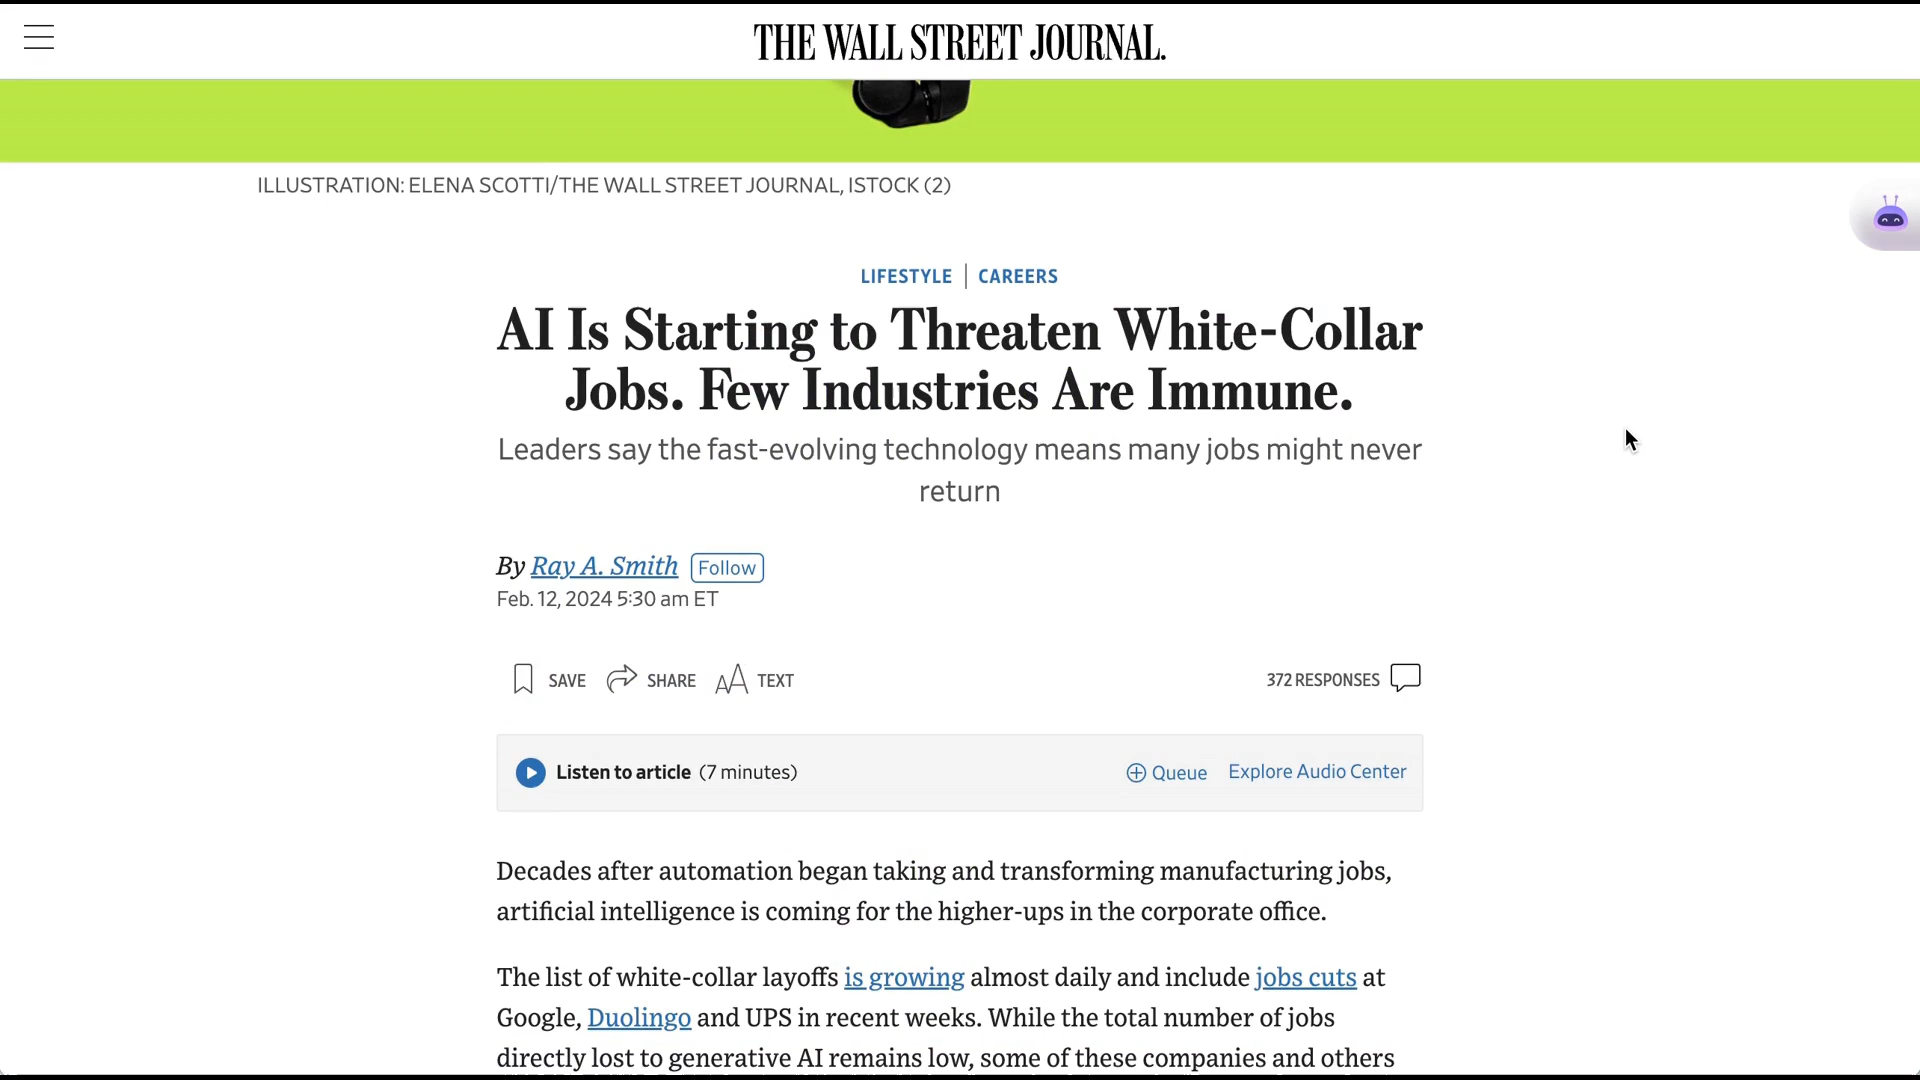 THE WALL STREET JOURNAL.
ILLUSTRATION: ELENA SCOTTI/THE WALL STREET JOURNAL, ISTOCK (2)
LIFESTYLE | CAREERS
AI Is Starting to Threaten White-Collar
Jobs. Few Industries Are Immune.
Leaders say the fast-evolving technology means many jobs might never
return
By Ray A. Smith Follow
Feb. 12, 2024 5:30 am ET
SAVE SHARE AA TEXT 372 RESPONSES
Listen to article (7 minutes) Queue Explore Audio Center
Decades after automation began taking and transforming manufacturing jobs,
artificial intelligence is coming for the higher-ups in the corporate office.
The list of white-collar layoffs is growing almost daily and include jobs cuts at
Google, Duolingo and UPS in recent weeks. While the total number of jobs
directly lost to generative AI remains low, some of these companies and others